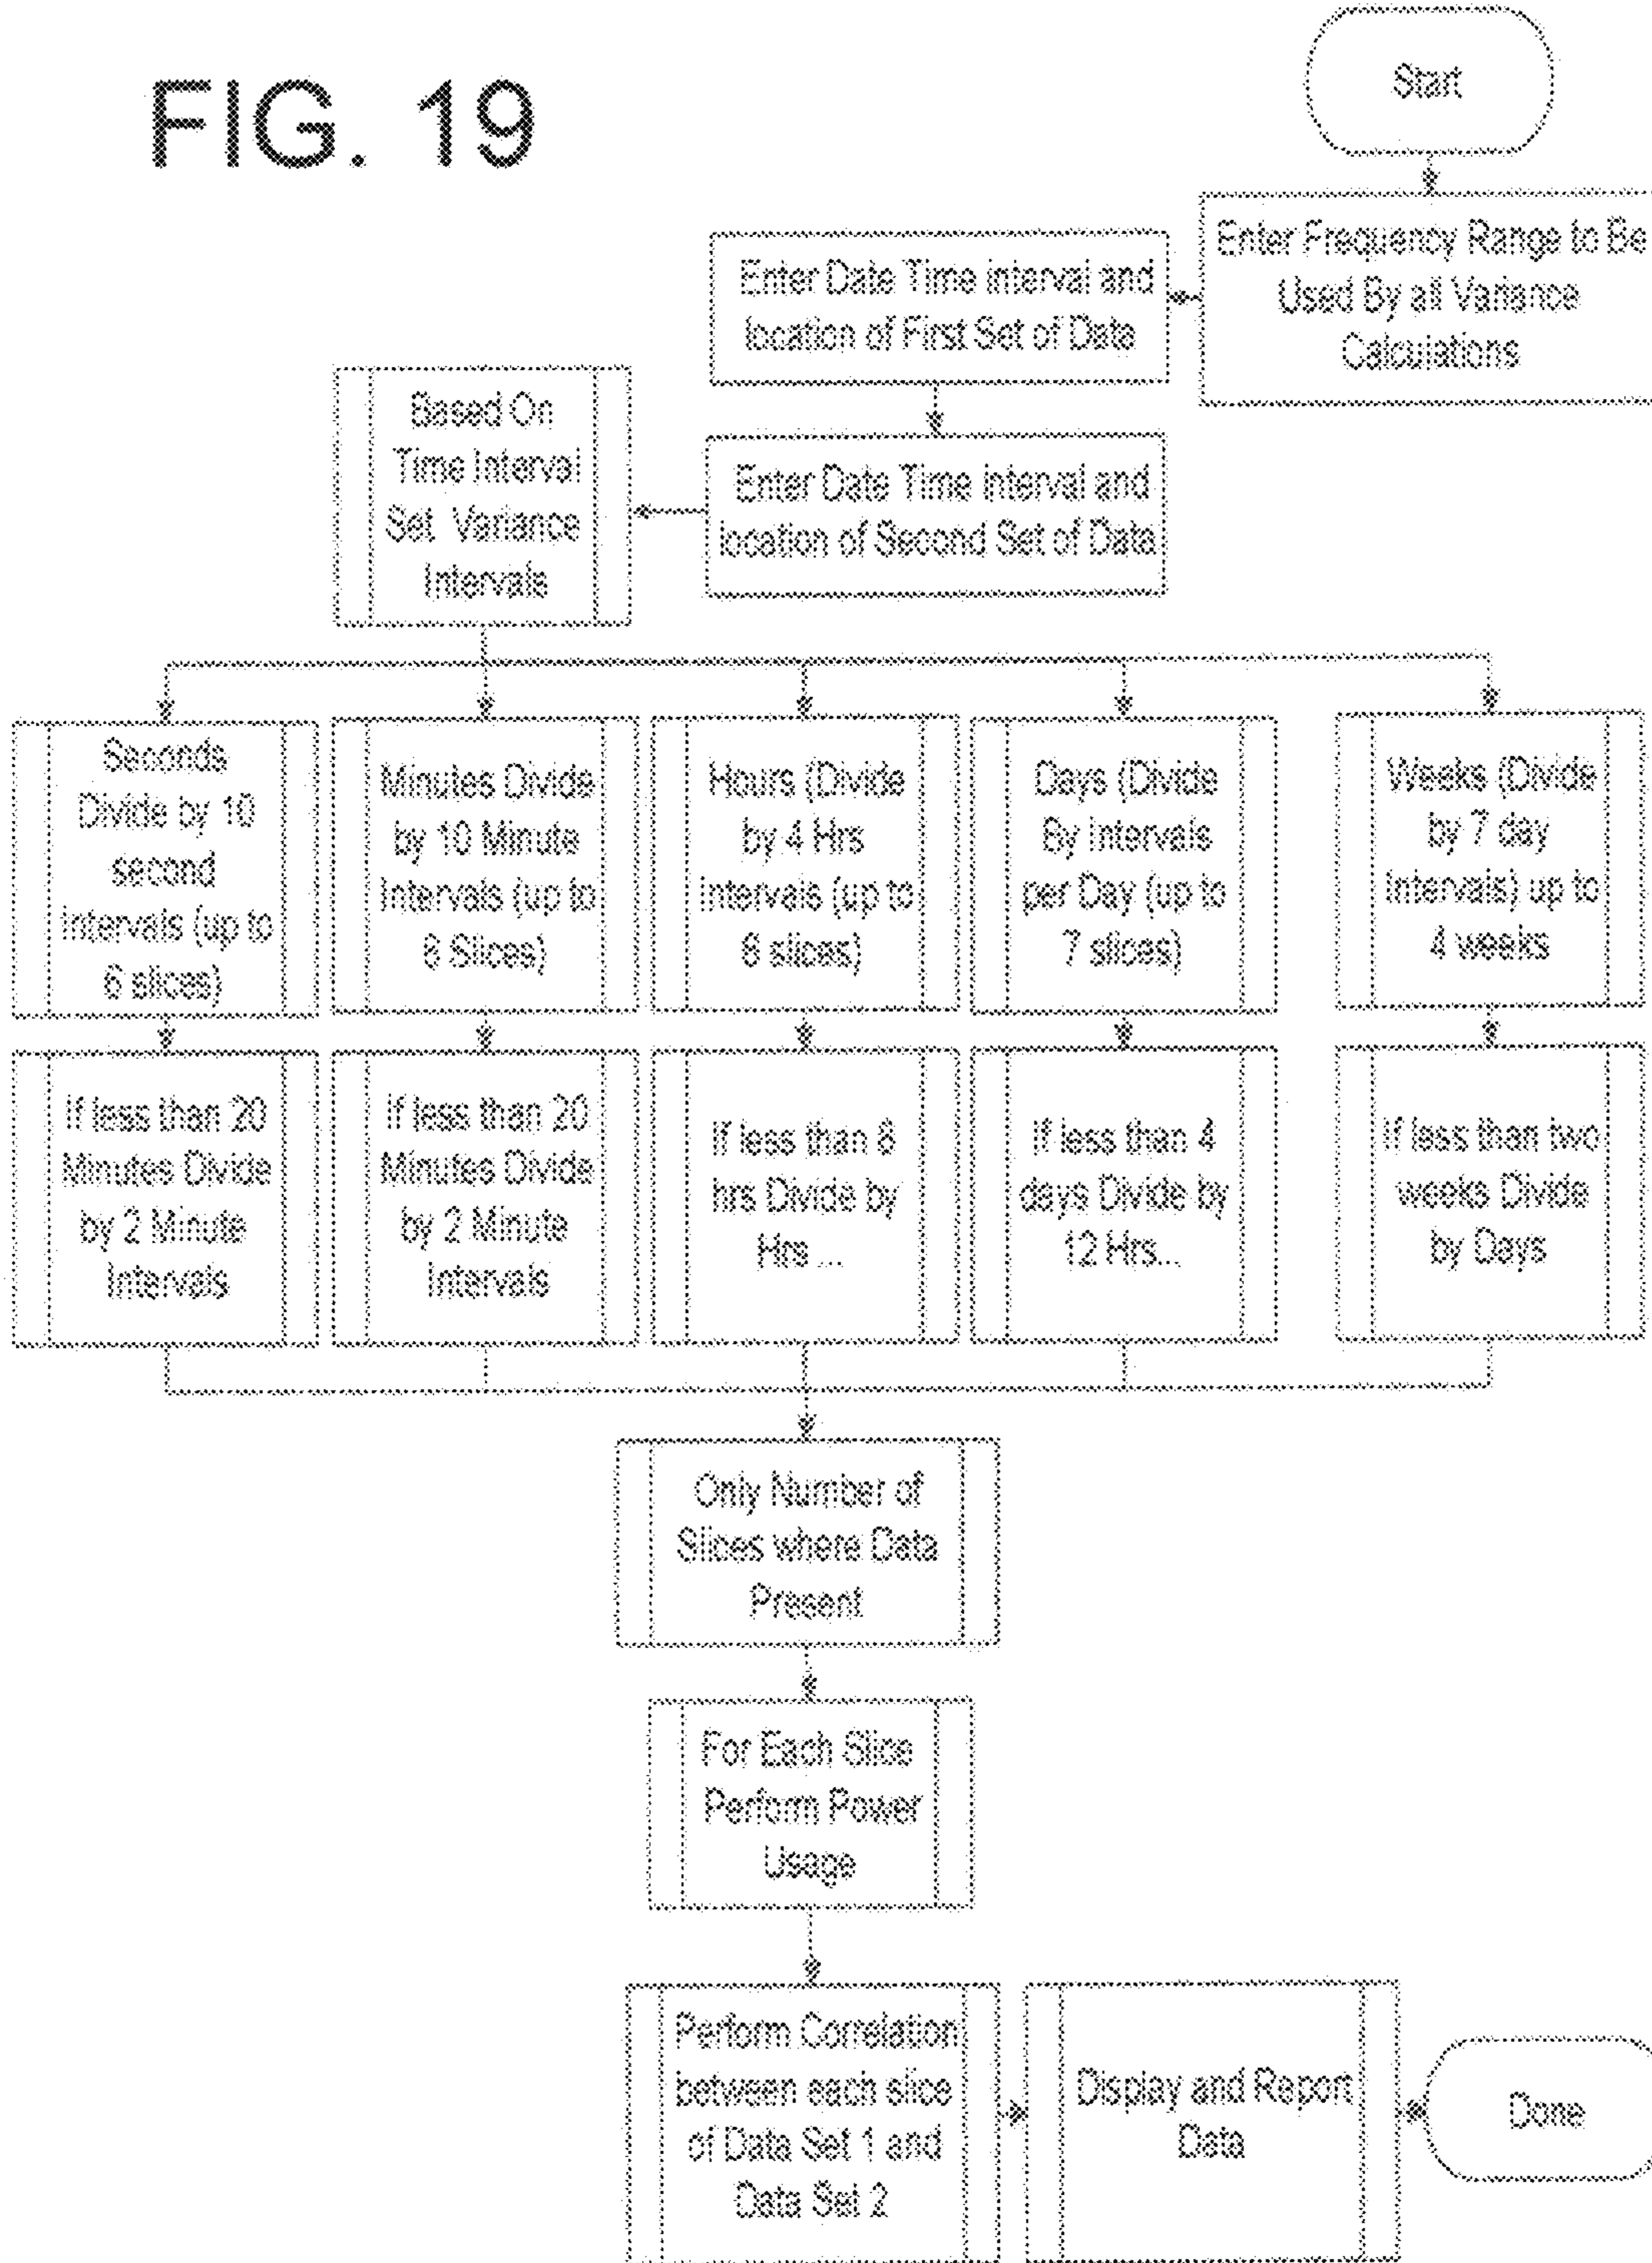 FIG. 19
Start
Enter Frequency Range to Be
Used By all Variance
Calculations
Enter Date Time interval and
location of First Set of Data
Enter Date Time interval and
location of Second Set of Data
Based On
Time Interval
Set Variance
Intervals
Seconds
Divide by 10
second
intervals (up to
6 slices)
Minutes Divide
by 10 Minute
Intervals (up to
6 Slices)
Hours (Divide
by 4 Hrs
intervals (up to
6 slices)
Days (Divide
By intervals
per Day (up to
7 slices)
Weeks (Divide
by 7 day
Intervals) up to
4 weeks
If less than 20
Minutes Divide
by 2 Minute
Intervals
If less than 20
Minutes Divide
by 2 Minute
Intervals
If less than 8
hrs Divide by
Hrs ...
If less than 4
days Divide by
12 Hrs...
If less than two
weeks Divide
by Days
Only Number of
Slices where Data
Present
For Each Slice
Perform Power
Usage
Perform Correlation
between each slice
of Data Set 1 and
Data Set 2
Display and Report
Data
Done